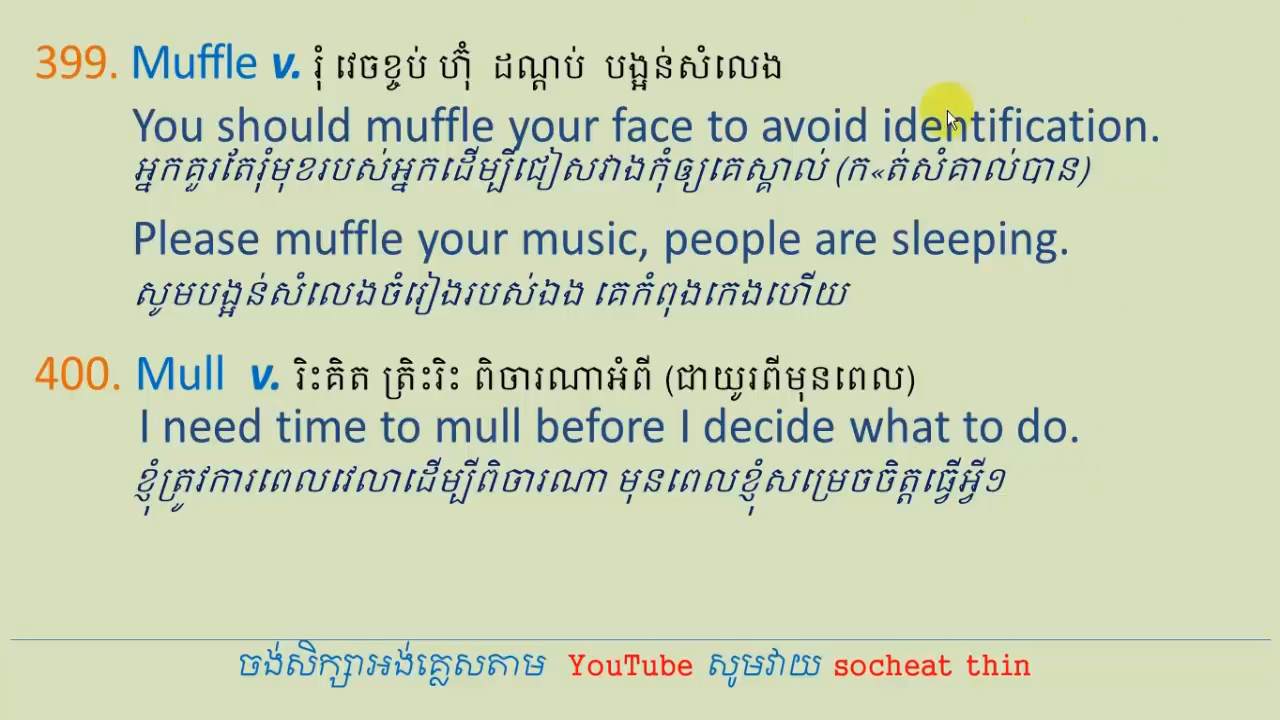 399. Muffle v. រុំ វេចខ្ចប់ ហ៊ុំ ដណ្ដប់ បង្អន់សំលេង
You should muffle your face to avoid identification.
អ្នកគួរតែរុំមុខរបស់អ្នកដើម្បីជៀសវាងកុំឲ្យគេស្គាល់ (ក«ត់សំគាល់បាន)
Please muffle your music, people are sleeping.
សូមបង្អន់សំលេងចំរៀងរបស់ឯង គេកំពុងកេងហើយ
400. Mull v. រិះគិត ត្រិះរិះ ពិចារណាអំពី (ជាយូរពីមុនពេល)
I need time to mull before I decide what to do.
ខ្ញុំត្រូវការពេលវេលាដើម្បីពិចារណា មុនពេលខ្ញុំសម្រេចចិត្តធ្វើអ្វី១
ចង់សិក្សាអង់គ្លេសតាម YouTube សូមវាយ socheat thin